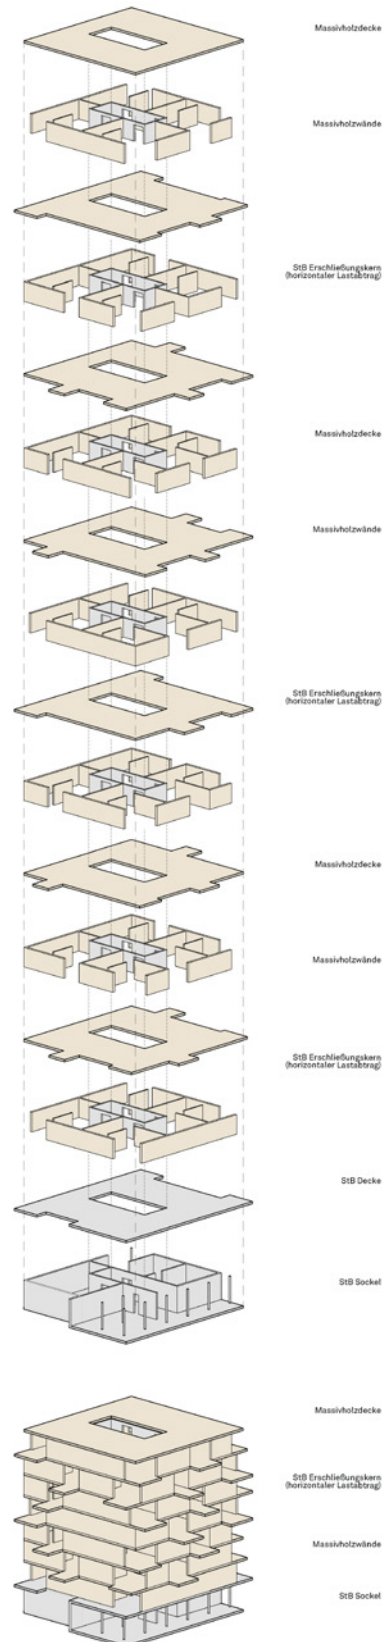 Massivholzdecke
Massivholzwände
StB Erschließungskern
(horizontaler Lastabtrag)
Massivholzdecke
Massivholzwände
StB Erschließungskern
(horizontaler Lastabtrag)
Massivholzdecke
Massivholzwände
StB Erschließungskern
(horizontaler Lastabtrag)
StB Decke
StB Sockel
Massivholzdecke
StB Erschließungskern
(horizontaler Lastabtrag)
Massivholzwände
StB Sockel